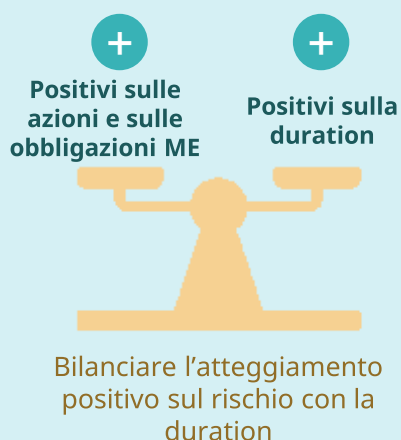 +
+
Positivi sulle
azioni e sulle
obbligazioni ME
Positivi sulla
duration
Bilanciare l’atteggiamento
positivo sul rischio con la
duration